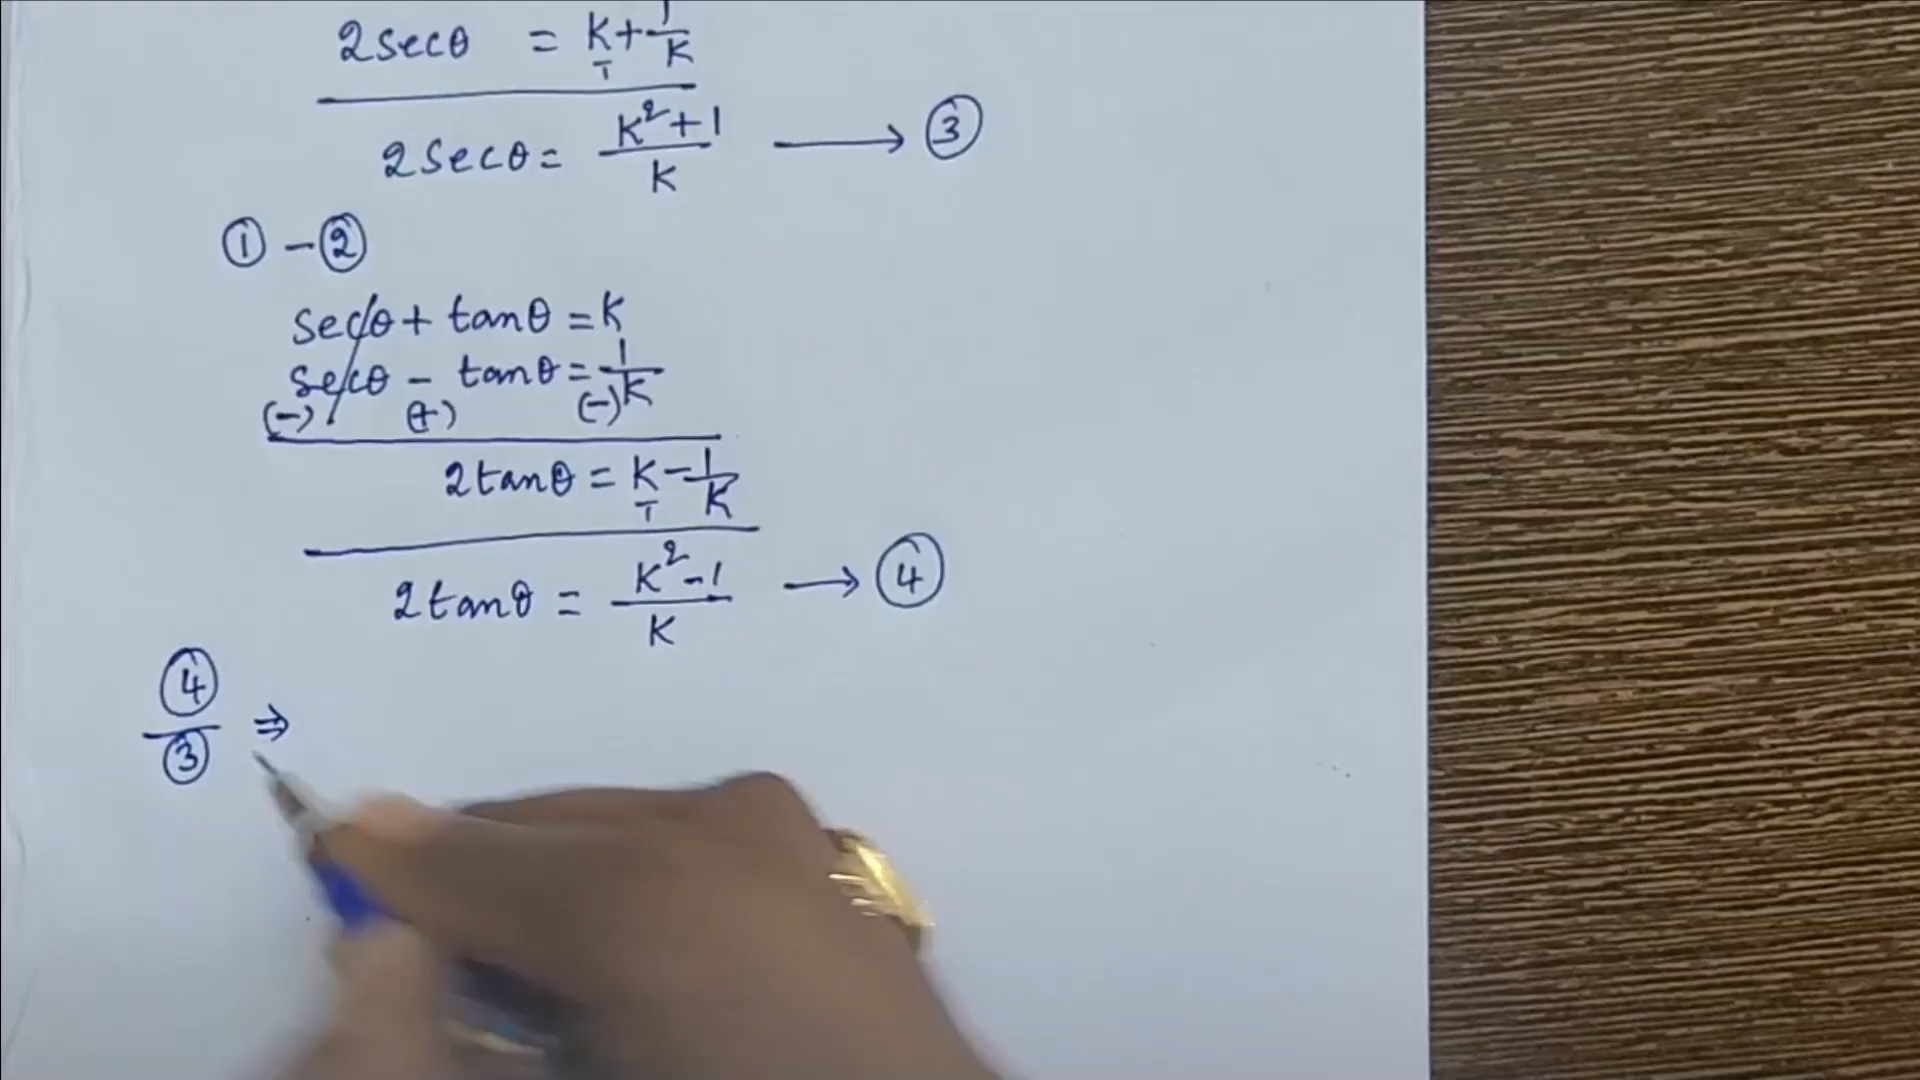 2secθ = K+1/K
T
2secθ = K²+1/K ⟶ ③
① - ②
secθ + tanθ = K
secθ - tanθ = 1/K
(-) (+) (-)
2tanθ = K-1/K
T
2tanθ = K²-1/K ⟶ ④
④/③ ⇒